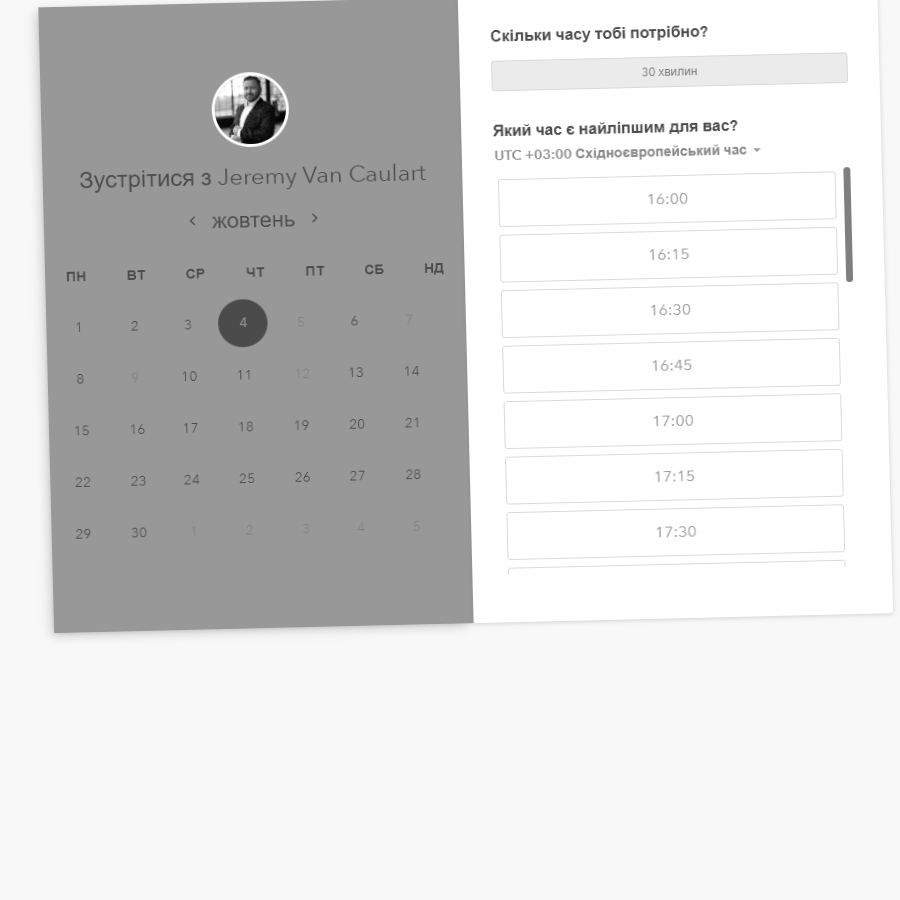 Зустрітися з Jeremy Van Caulart
жовтень
ПН ВТ СР ЧТ ПТ СБ НД
1 2 3 4 5 6 7
8 9 10 11 12 13 14
15 16 17 18 19 20 21
22 23 24 25 26 27 28
29 30 1 2 3 4 5
Скільки часу тобі потрібно?
30 хвилин
Який час є найліпшим для вас?
UTC +03:00 Східноєвропейський час
16:00
16:15
16:30
16:45
17:00
17:15
17:30